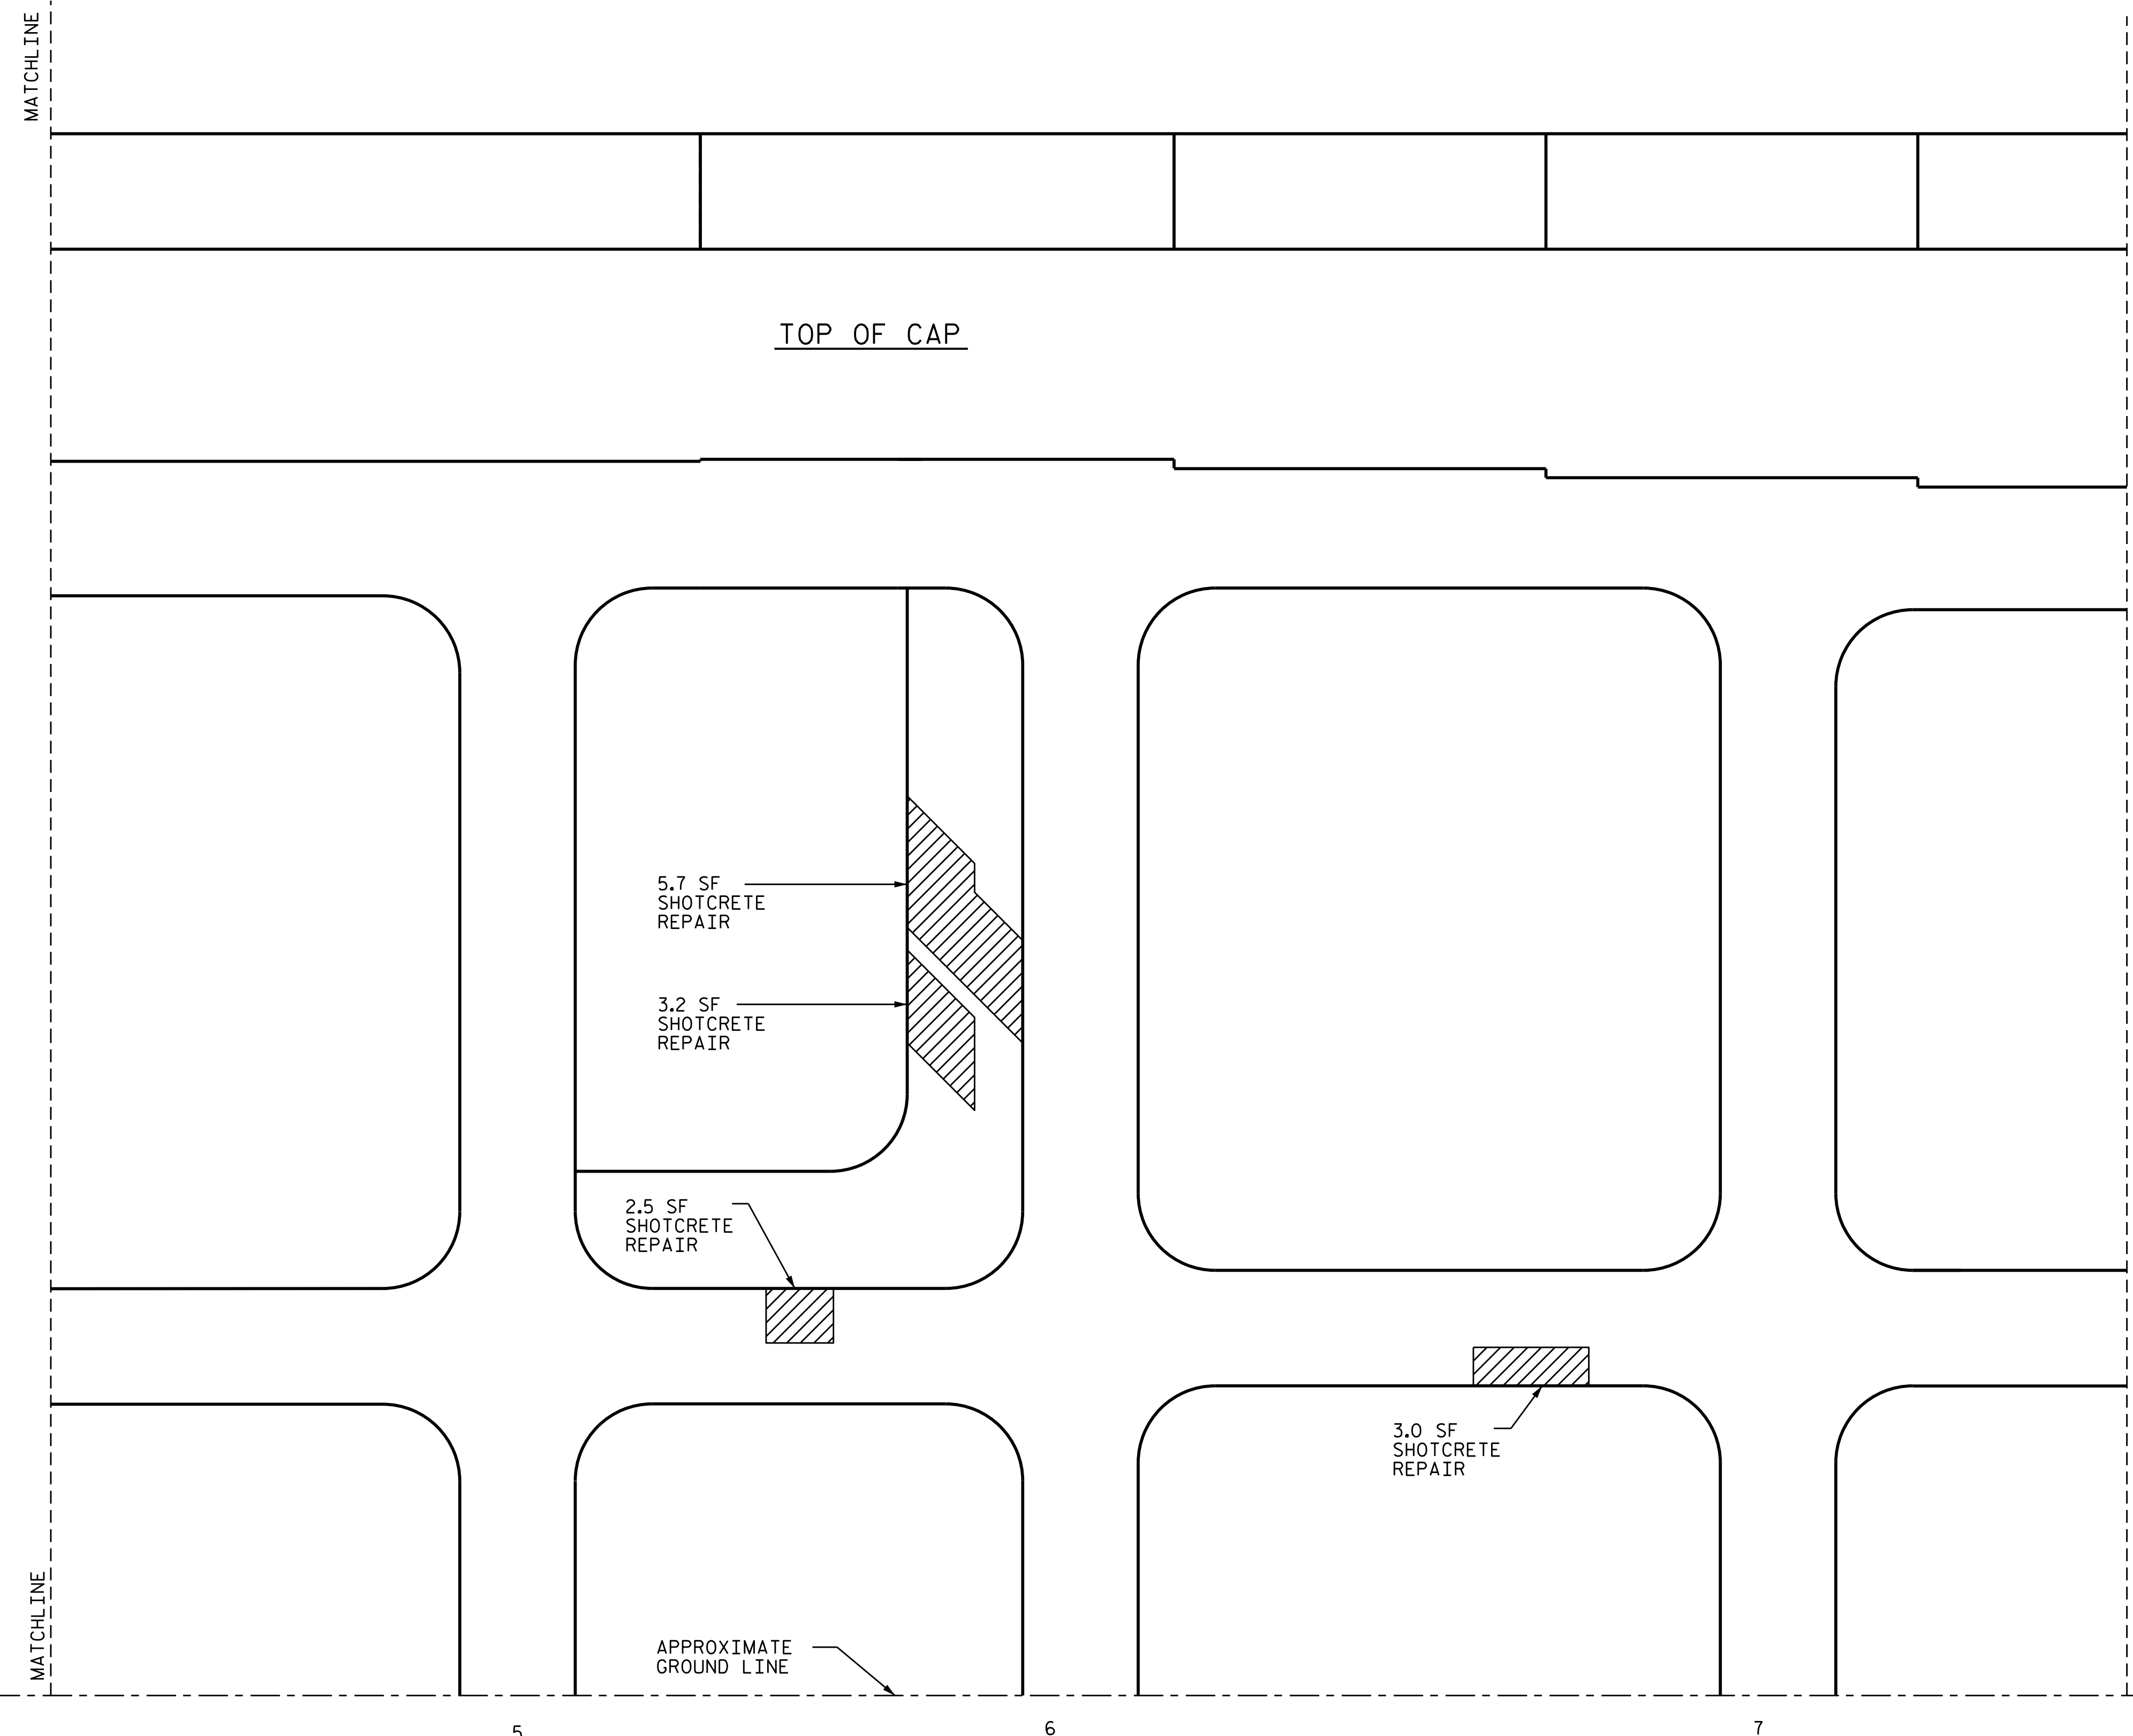 MATCHLINE
TOP OF CAP
5.7 SF
SHOTCRETE
REPAIR
3.2 SF
SHOTCRETE
REPAIR
2.5 SF
SHOTCRETE
REPAIR
3.0 SF
SHOTCRETE
REPAIR
MATCHLINE
APPROXIMATE
GROUND LINE
5
6
7